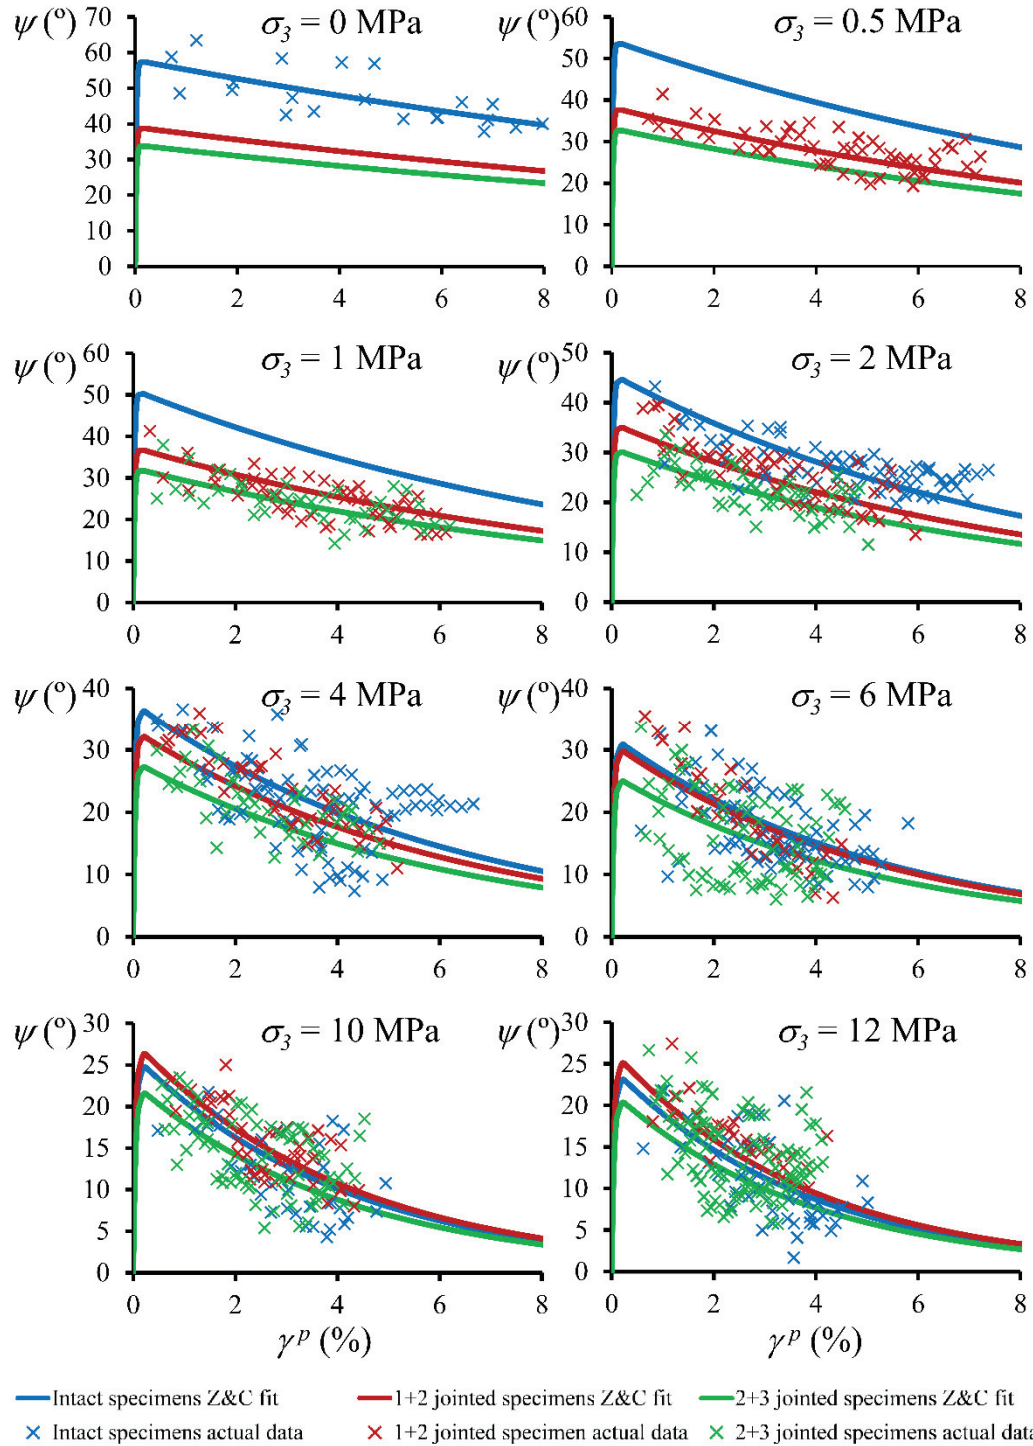 ψ (º) 70 σ3 = 0 MPa
60
50
40
30
20
10
0
0 2 4 6 8
ψ (º) 60 σ3 = 0.5 MPa
50
40
30
20
10
0
0 2 4 6 8
ψ (º) 60 σ3 = 1 MPa
50
40
30
20
10
0
0 2 4 6 8
ψ (º) 50 σ3 = 2 MPa
40
30
20
10
0
0 2 4 6 8
ψ (º) 40 σ3 = 4 MPa
30
20
10
0
0 2 4 6 8
ψ (º) 40 σ3 = 6 MPa
30
20
10
0
0 2 4 6 8
ψ (º) 30 σ3 = 10 MPa
25
20
15
10
5
0
0 2 4 6 8
γp (%)
ψ (º) 30 σ3 = 12 MPa
25
20
15
10
5
0
0 2 4 6 8
γp (%)
Intact specimens Z&C fit 1+2 jointed specimens Z&C fit 2+3 jointed specimens Z&C fit
Intact specimens actual data 1+2 jointed specimen actual data 2+3 jointed specimens actual data